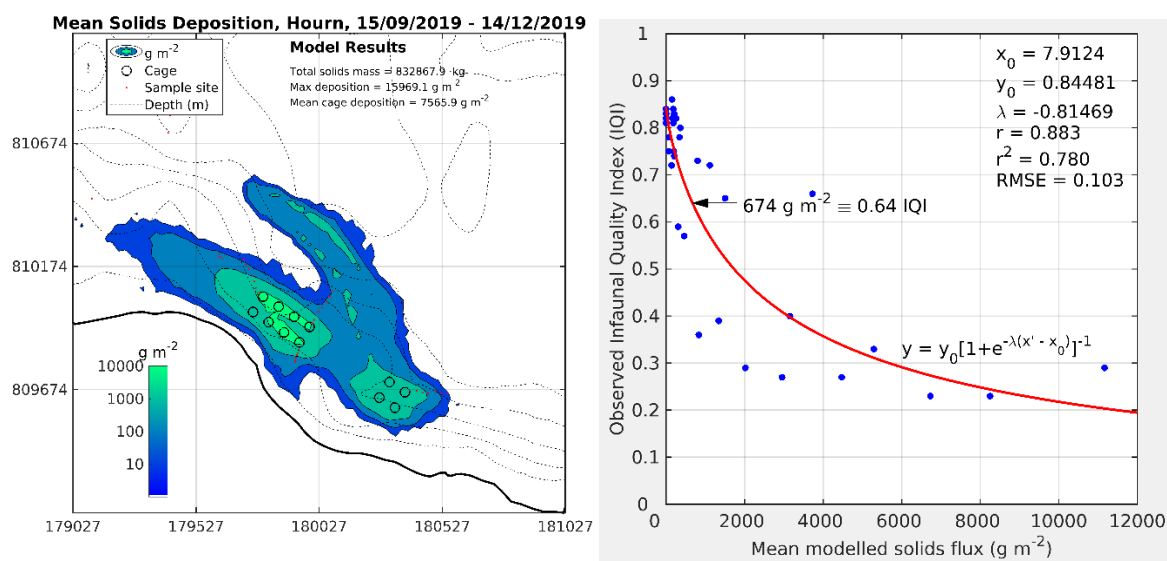 Mean Solids Deposition, Hourn, 15/09/2019 - 14/12/2019
g m⁻²
Cage
Sample site
Depth (m)
Model Results
Total solids mass = 832867.9 kg
Max deposition = 15969.1 g m⁻²
Mean cage deposition = 7565.9 g m⁻²
810674
810174
809674
g m⁻²
10000
1000
100
10
179027
179527
180027
180527
181027
Observed Infaunal Quality Index (IQI)
1
0.9
0.8
0.7
0.6
0.5
0.4
0.3
0.2
0.1
0
x₀ = 7.9124
y₀ = 0.84481
λ = -0.81469
r = 0.883
r² = 0.780
RMSE = 0.103
674 g m⁻² ≡ 0.64 IQI
y = y₀[1+e^-λ(x' - x₀)]⁻¹
0
2000
4000
6000
8000
10000
12000
Mean modelled solids flux (g m⁻²)